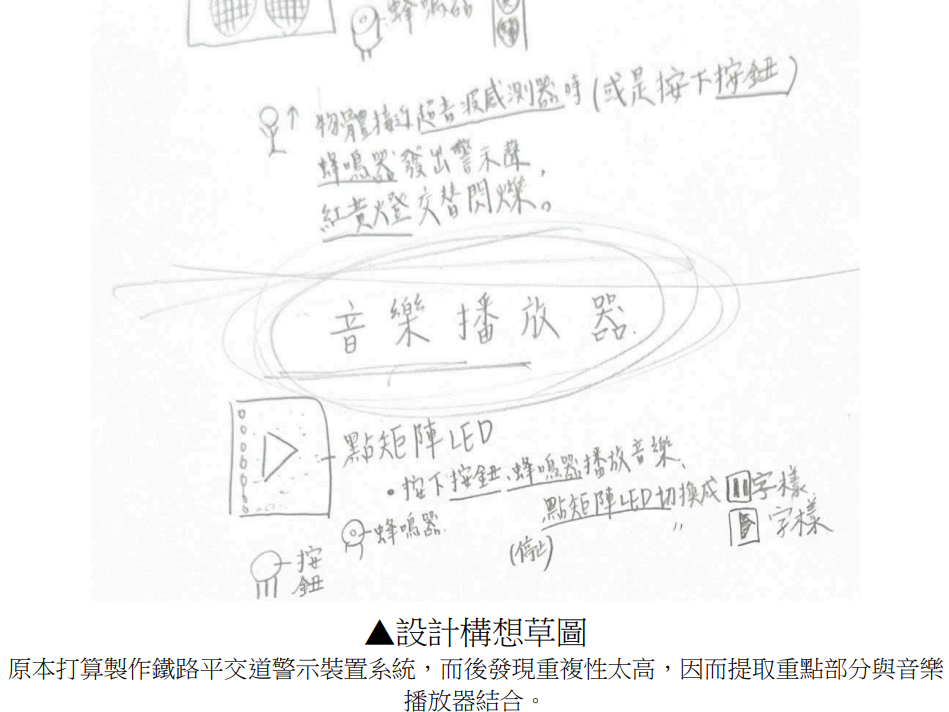 蜂鳴器
物體接近超音波感測器時(或是按下按鈕)
蜂鳴器發出警示聲,
紅黃燈交替閃爍。
音樂播放器
點矩陣LED
•按下按鈕、蜂鳴器播放音樂、
點矩陣LED切換成 字樣
(停止) 〃 字樣
蜂鳴器
按
鈕
▲設計構想草圖
原本打算製作鐵路平交道警示裝置系統,而後發現重複性太高,因而提取重點部分與音樂
播放器結合。